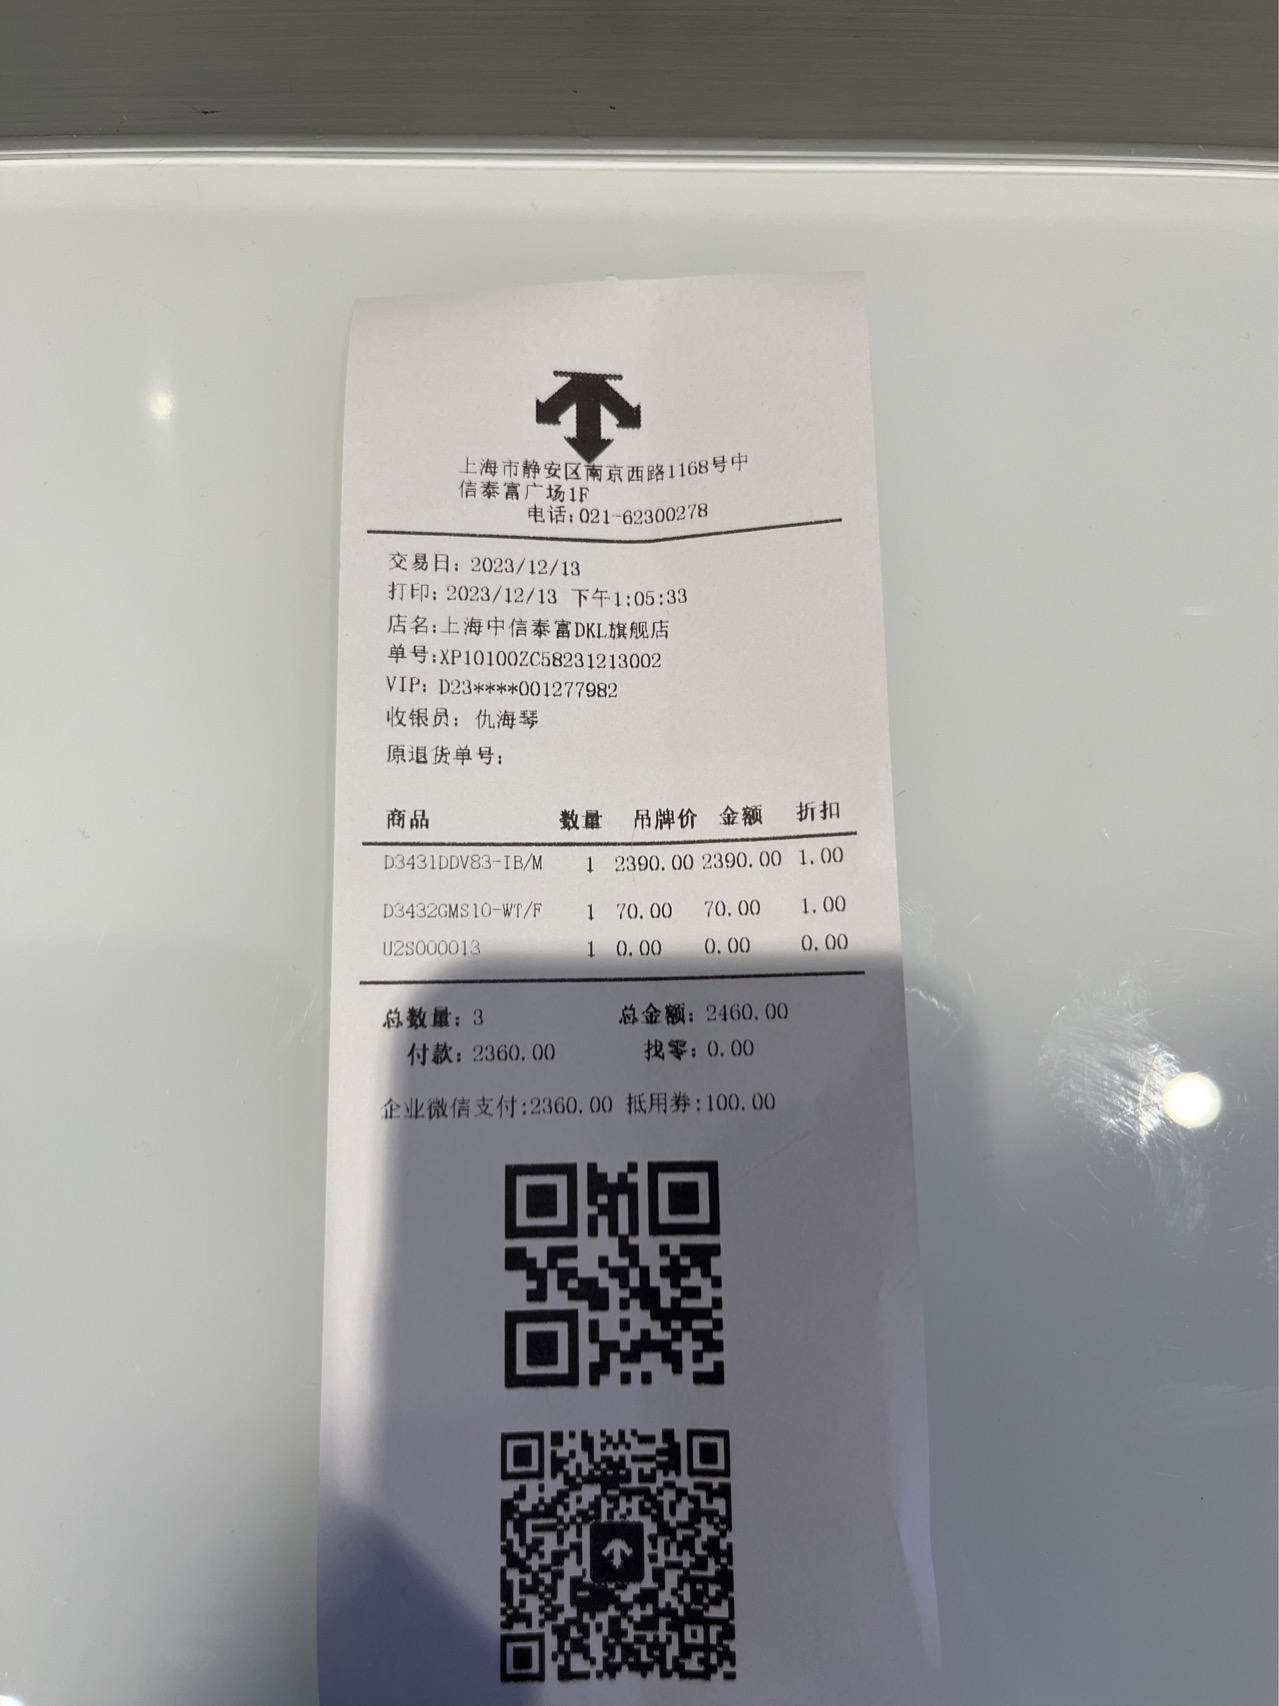 上海市静安区南京西路1168号中
信泰富广场1F
电话:021-62300278
交易日: 2023/12/13
打印: 2023/12/13 下午1:05:33
店名:上海中信泰富DKL旗舰店
单号:XP10100ZC58231213002
VIP: D23****001277982
收银员: 仇海琴
原退货单号:
商品 数量 吊牌价 金额 折扣
D3431DDV83-IB/M 1 2390.00 2390.00 1.00
D3432GMS10-WT/F 1 70.00 70.00 1.00
U2S000013 1 0.00 0.00 0.00
总数量: 3 总金额: 2460.00
付款: 2360.00 找零: 0.00
企业微信支付:2360.00 抵用券:100.00